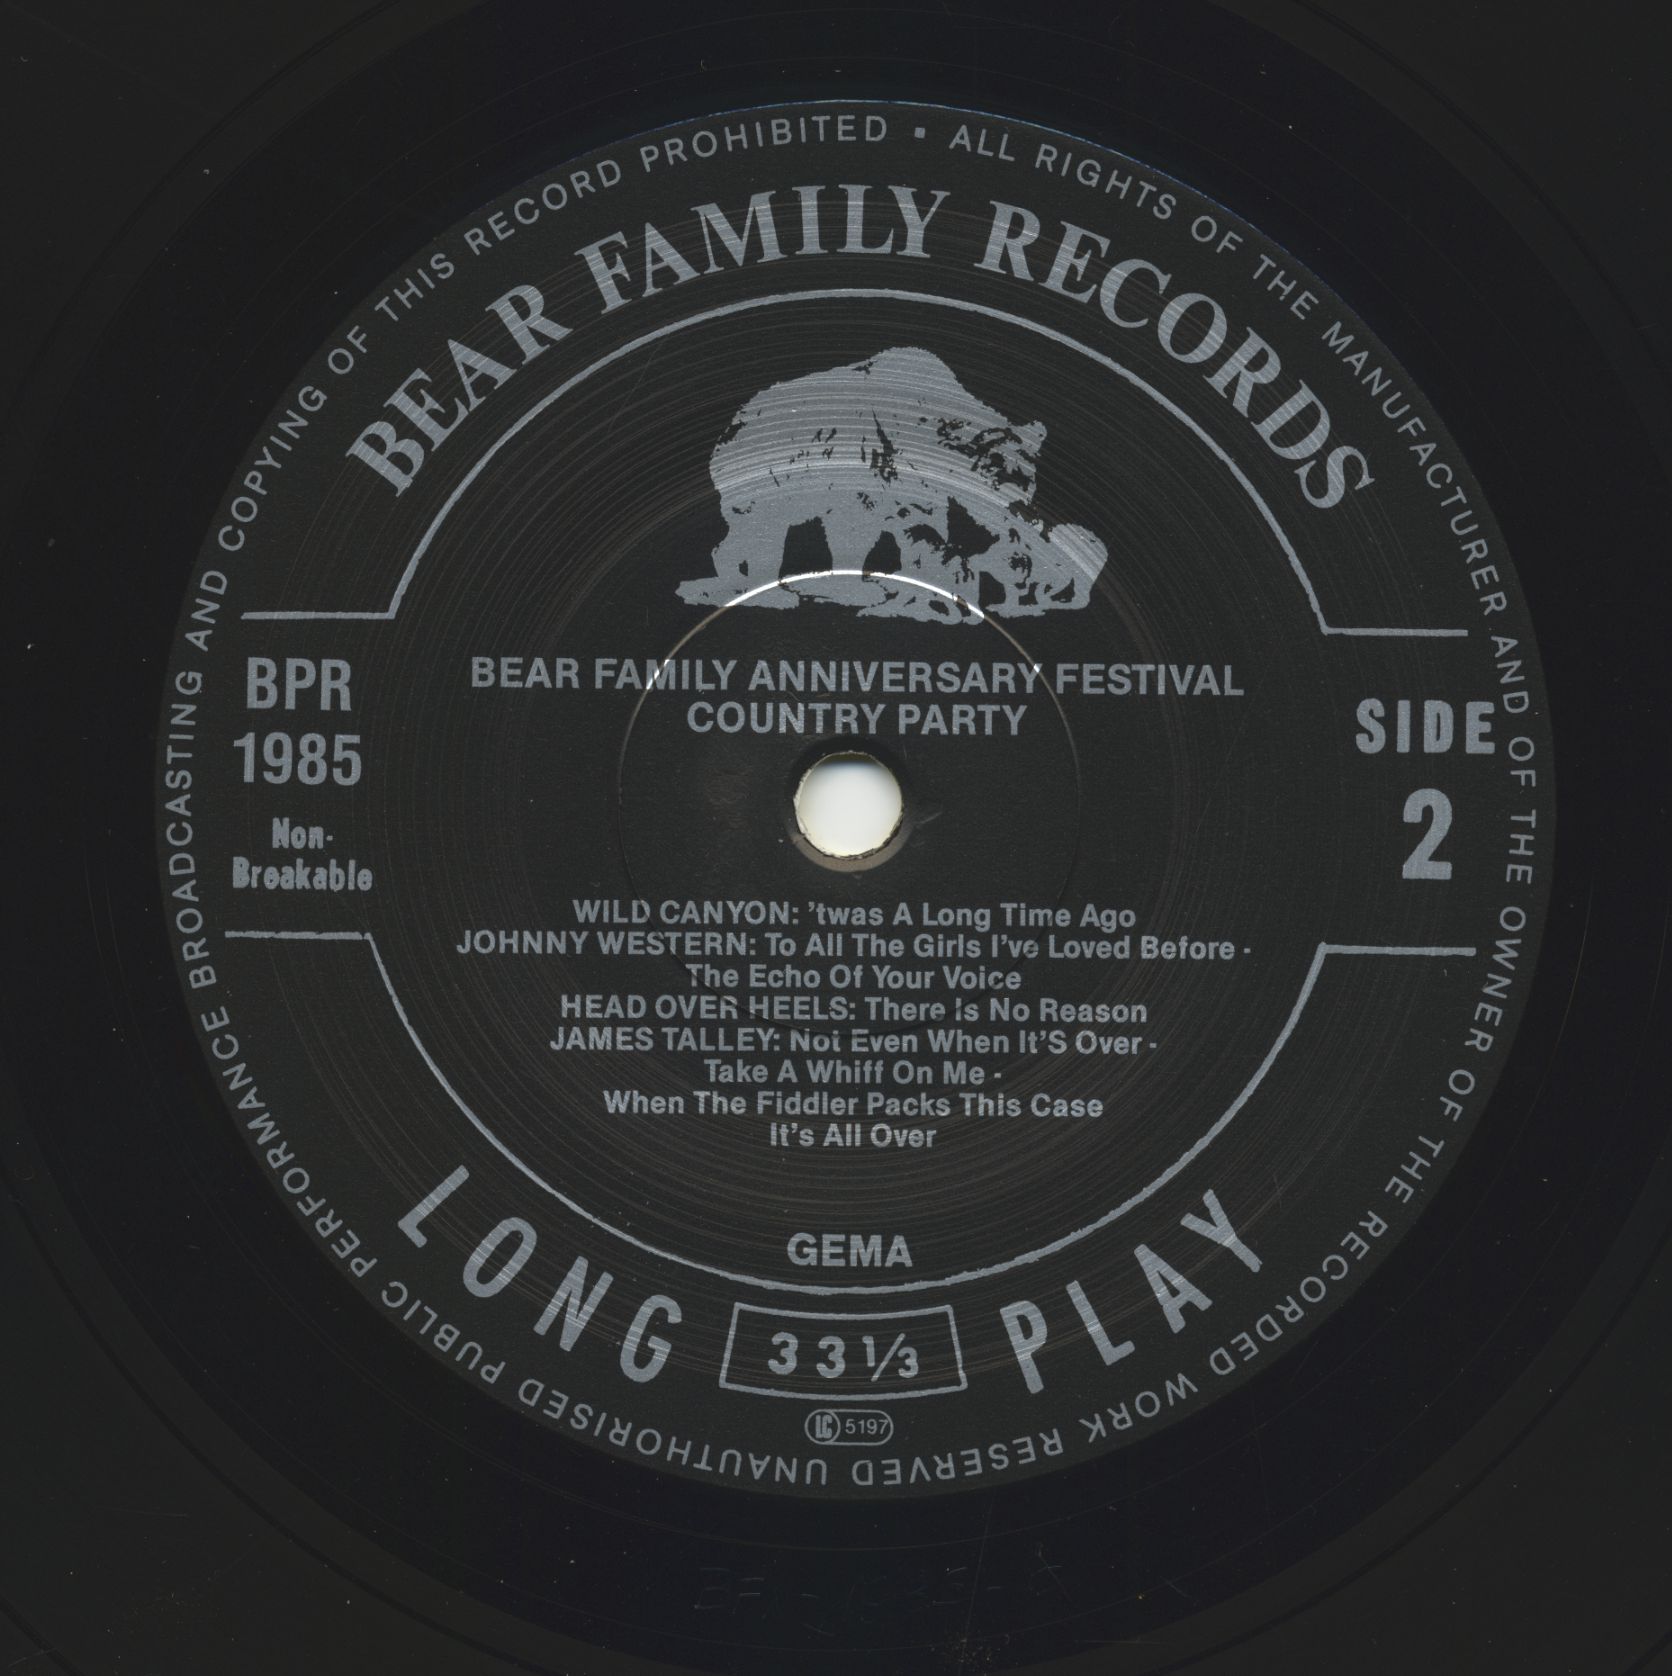 ALL RIGHTS OF THE MANUFACTURER AND OF THE OWNER OF THE RECORDED WORK RESERVED UNAUTHORISED PUBLIC PERFORMANCE BROADCASTING AND COPYING OF THIS RECORD PROHIBITED ▪
BEAR FAMILY RECORDS
BEAR FAMILY ANNIVERSARY FESTIVAL
COUNTRY PARTY
BPR
1985
Non-
Breakable
SIDE
2
WILD CANYON: 'twas A Long Time Ago
JOHNNY WESTERN: To All The Girls I've Loved Before -
The Echo Of Your Voice
HEAD OVER HEELS: There Is No Reason
JAMES TALLEY: Not Even When It'S Over -
Take A Whiff On Me -
When The Fiddler Packs This Case
It's All Over
GEMA
LONG PLAY
33 1/3
LC 5197